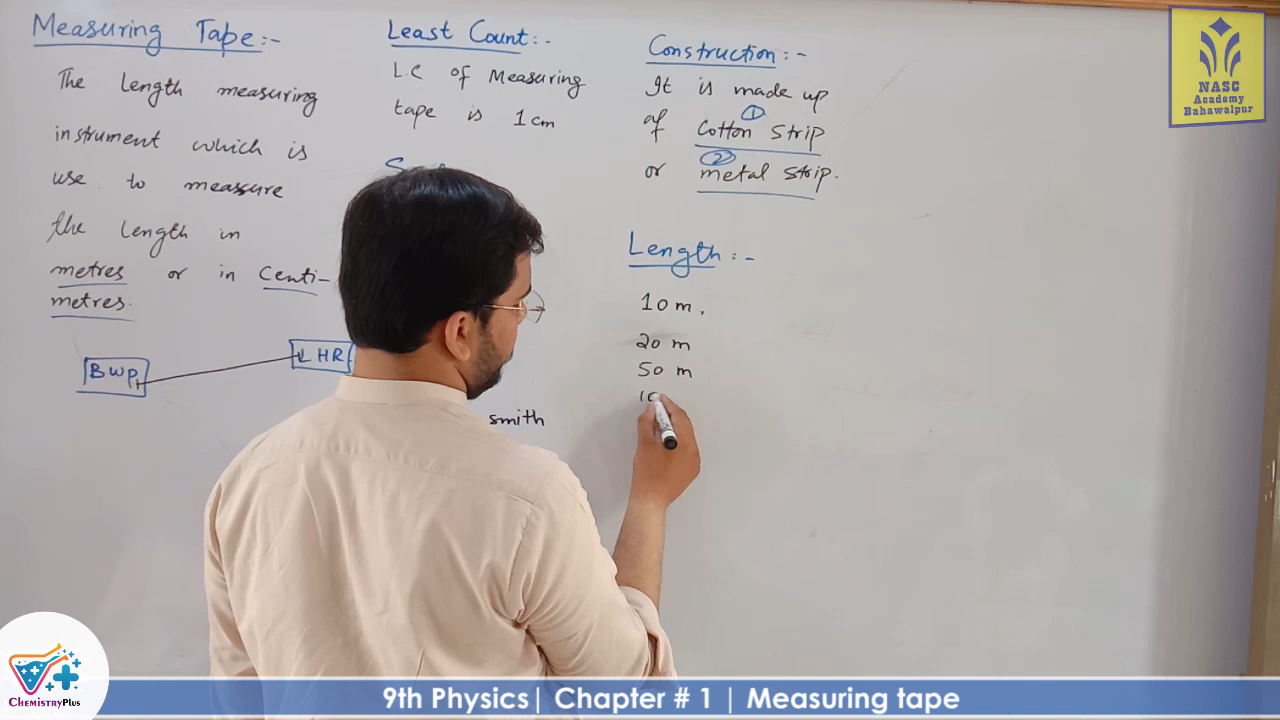 Measuring Tape:-
The length measuring
instrument which is
use to measure
the length in
metres or in Centi-
metres.
BWP
LHR
Least Count:-
L.C of Measuring
tape is 1 cm
smith
Construction:-
It is made up
of Cotton ① Strip
or ② metal strip.
Length:-
10 m.
20 m
50 m
10
NASC
Academy
Bahawalpur
CHEMISTRYPLUS
9th Physics| Chapter # 1 | Measuring tape